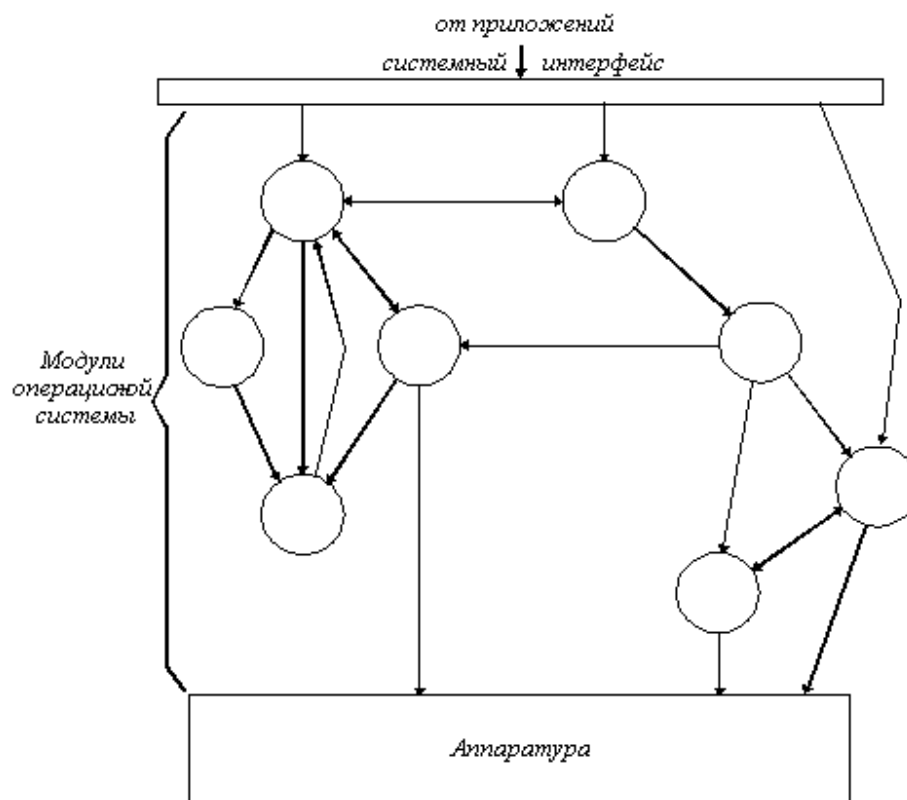 от приложений
системный интерфейс
Модули
операционой
системы
Аппаратура